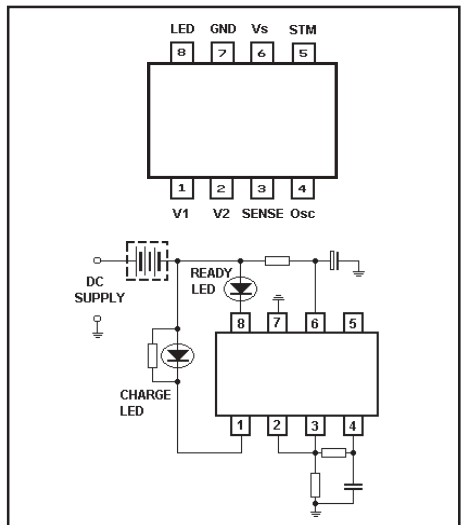 LED GND Vs STM
8 7 6 5
1 2 3 4
V1 V2 SENSE Osc
DC
SUPPLY
READY
LED
CHARGE
LED
8 7 6 5
1 2 3 4